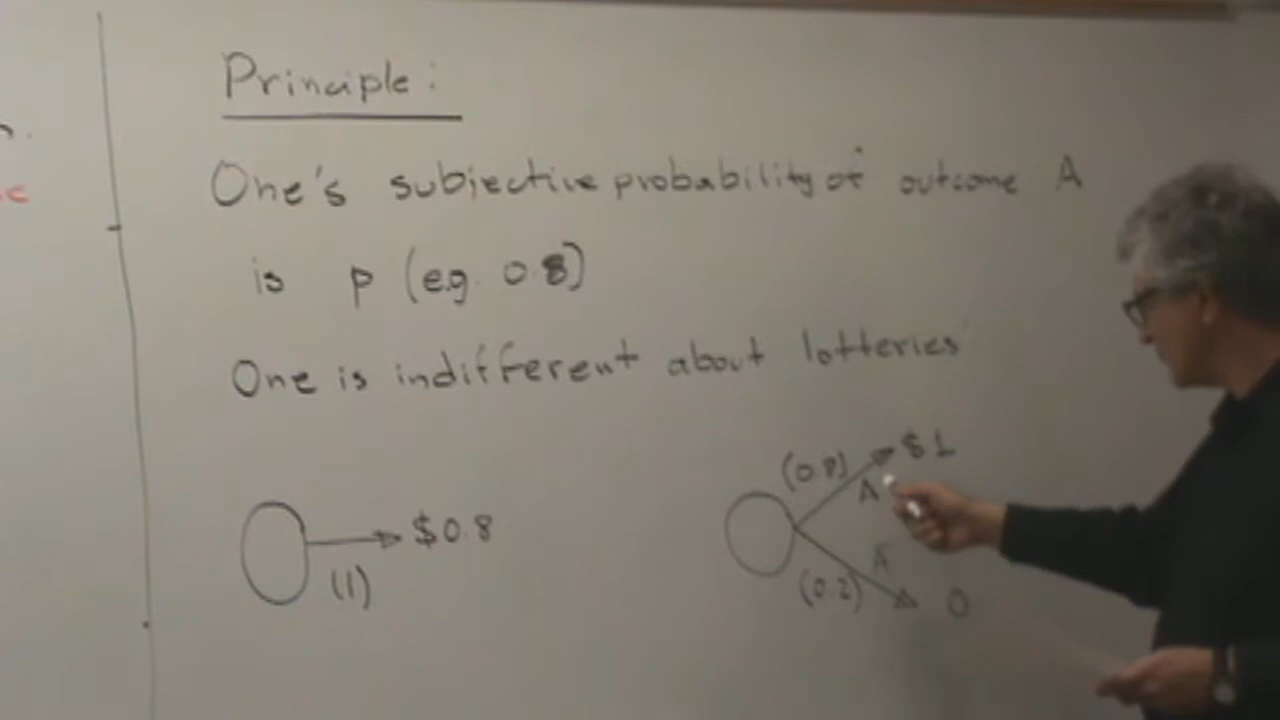 Principle:
One's subjective probability of outcome A
is p (e.g. 0.8)
One is indifferent about lotteries
(0.8) $1
A
$0.8
(1)
Ā
(0.2) 0